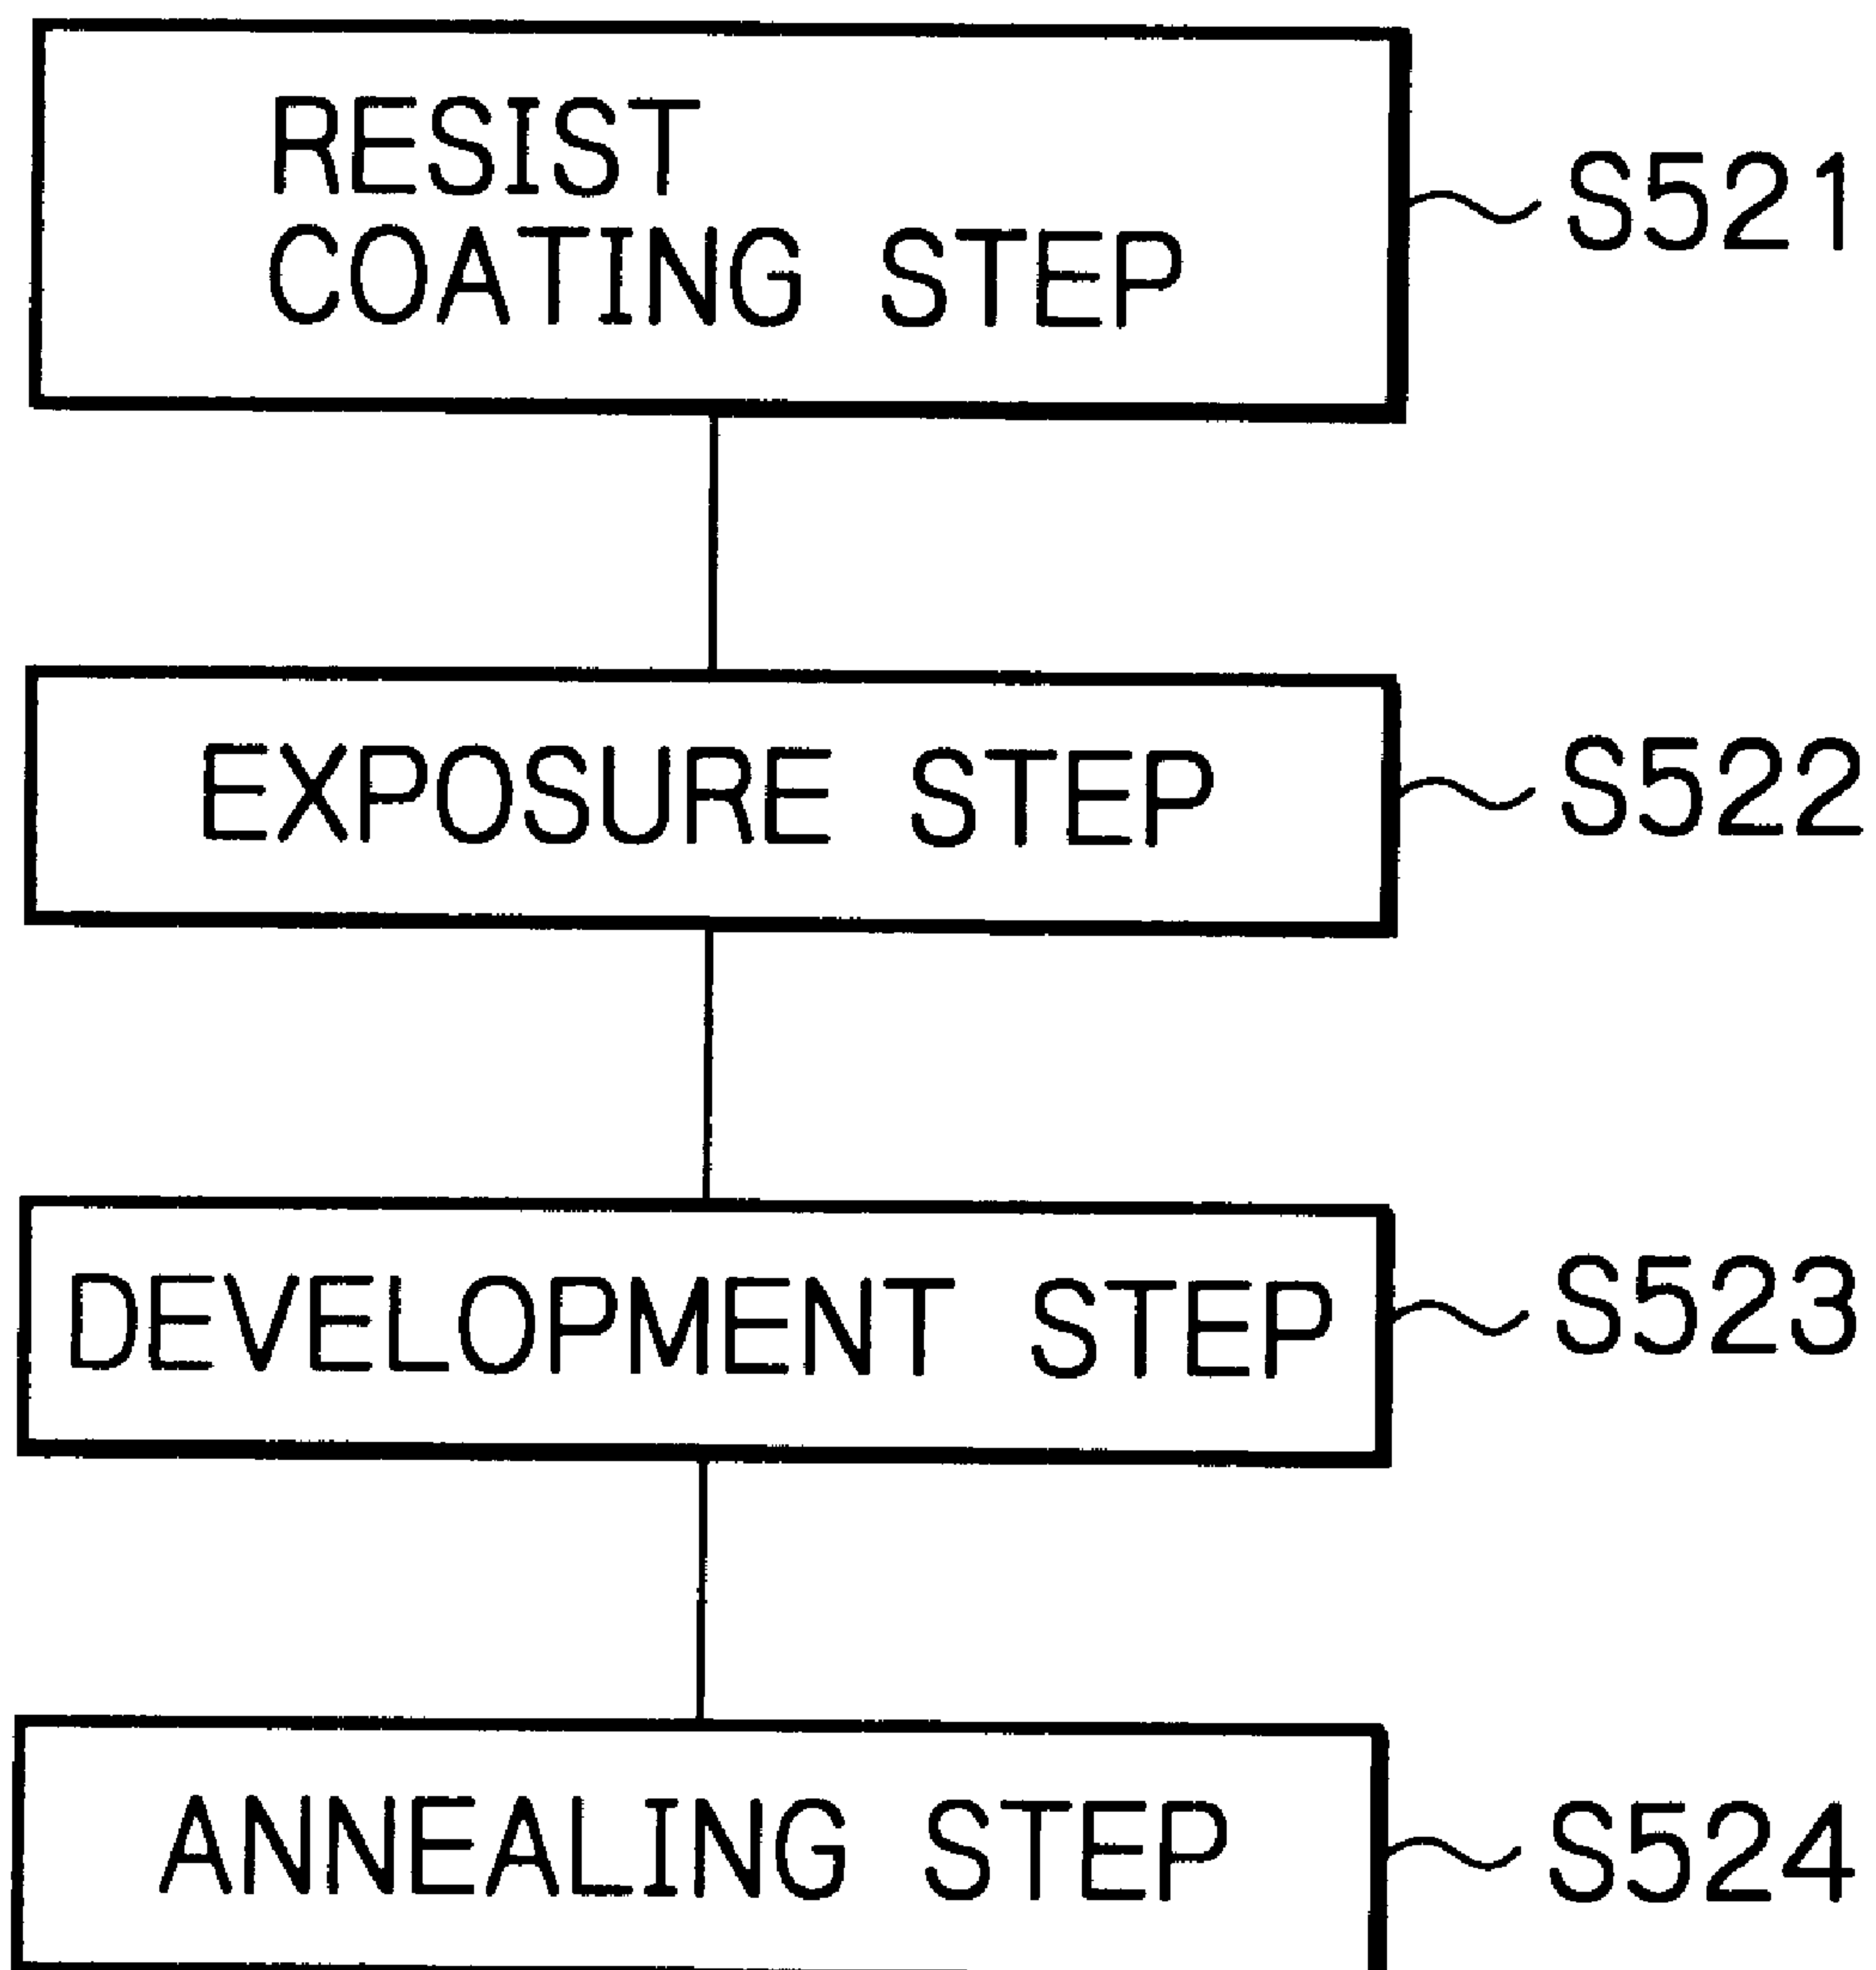 RESIST
COATING STEP
S521
EXPOSURE STEP
S522
DEVELOPMENT STEP
S523
ANNEALING STEP
S524